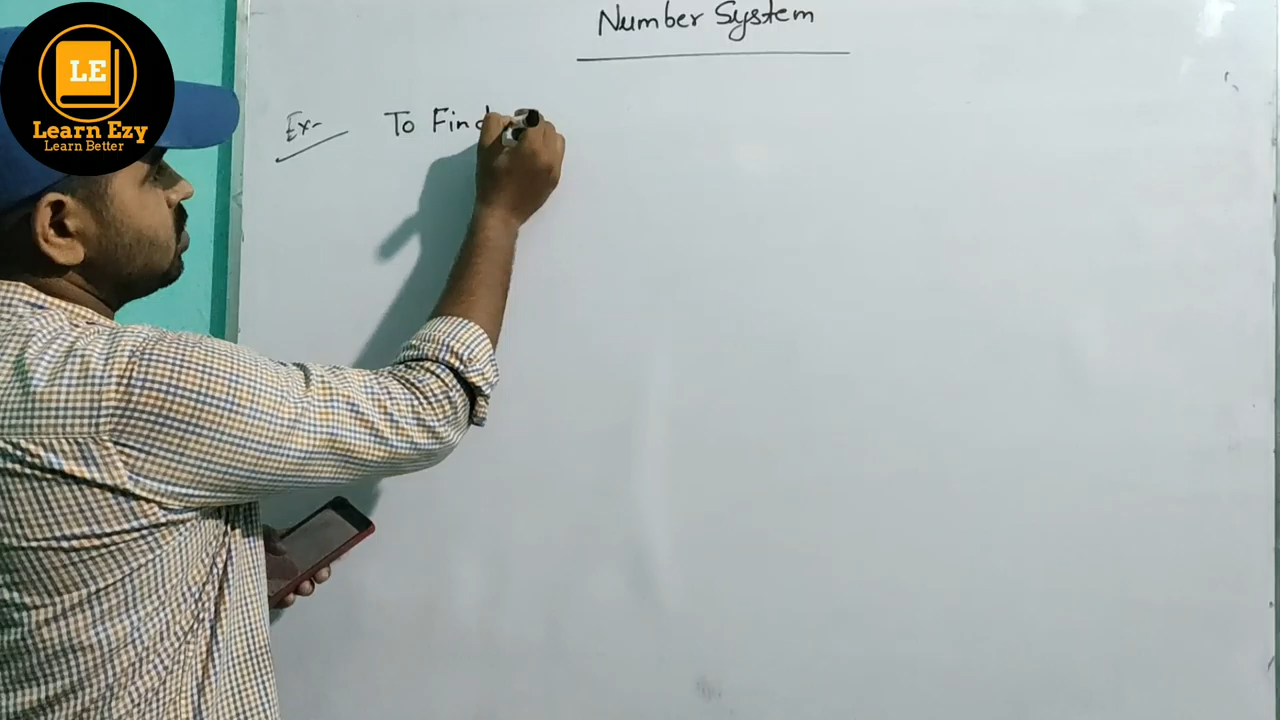 LE
Learn Ezy
Learn Better
Number System
Ex-
To Find